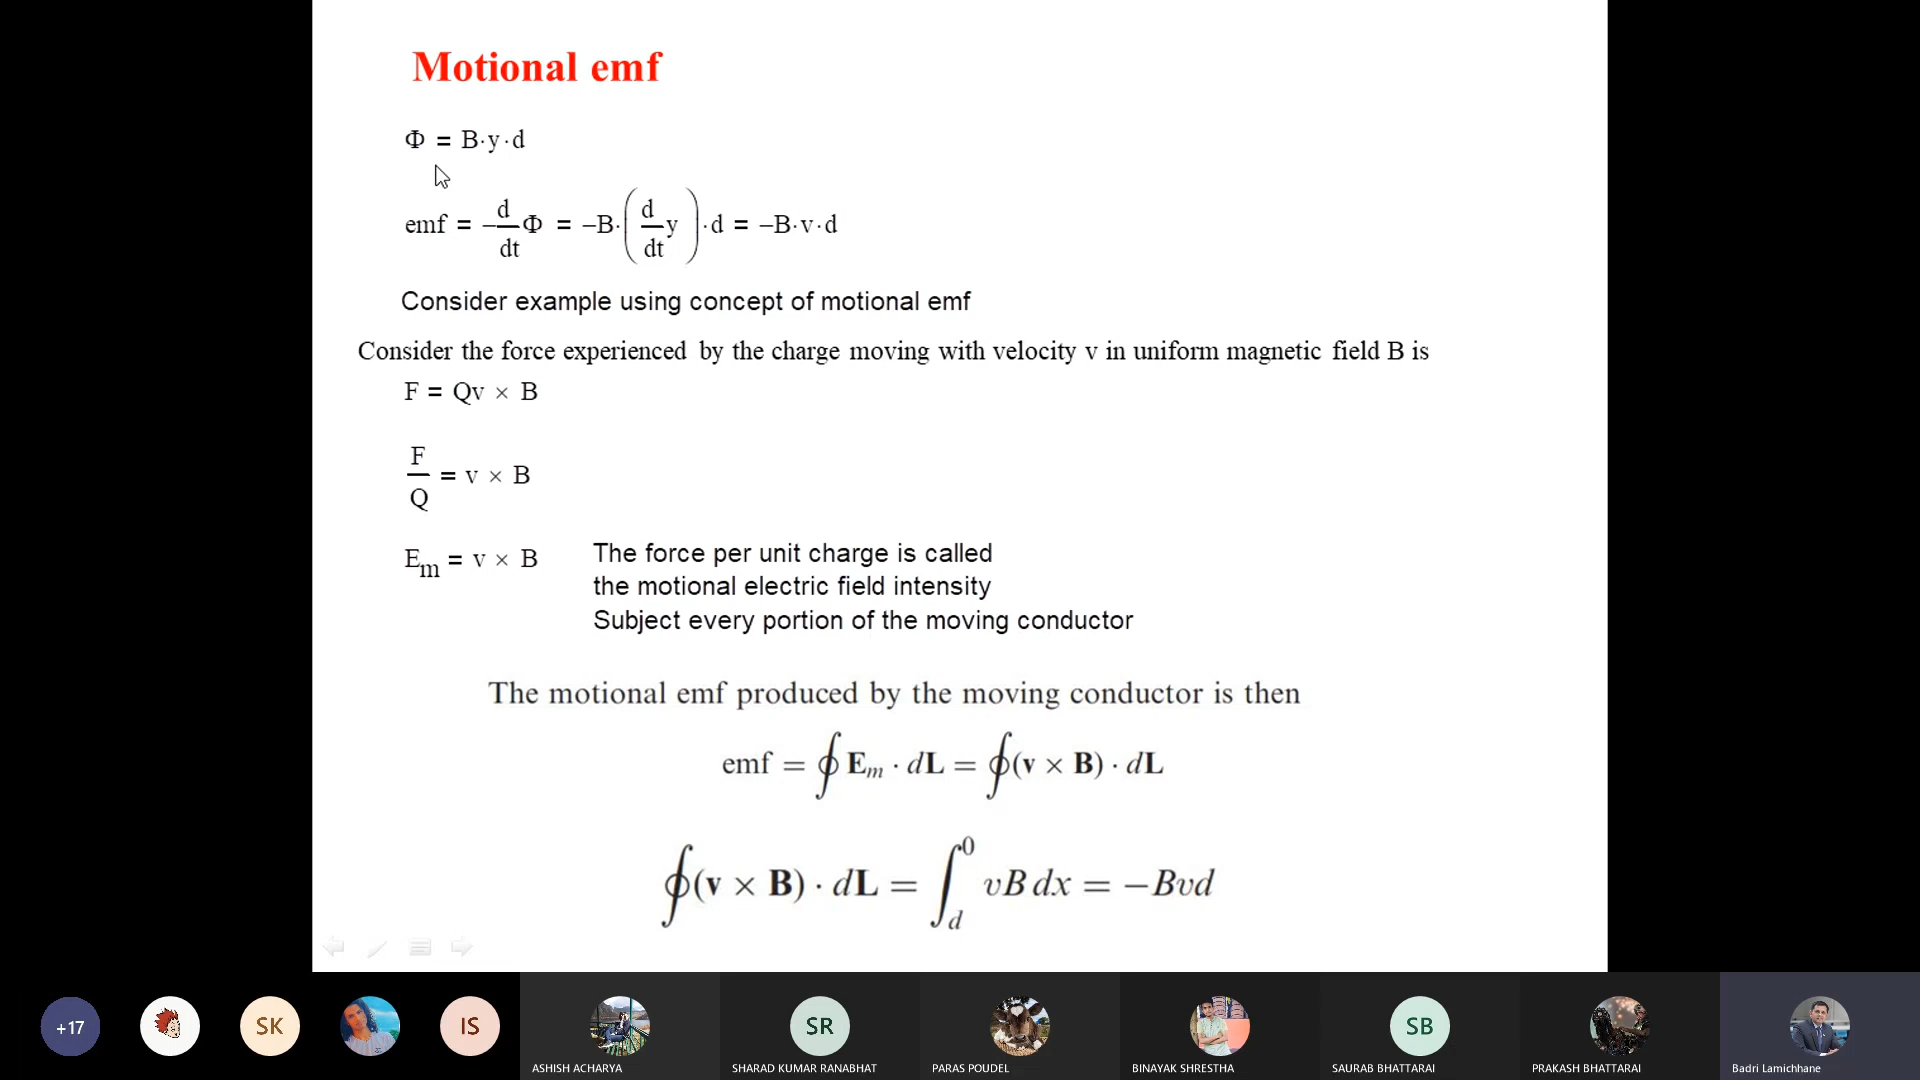 Motional emf
Φ = B·y·d
emf = −d/dt Φ = −B·(d/dt y)·d = −B·v·d
Consider example using concept of motional emf
Consider the force experienced by the charge moving with velocity v in uniform magnetic field B is
F = Qv × B
F/Q = v × B
E_m = v × B
The force per unit charge is called
the motional electric field intensity
Subject every portion of the moving conductor
The motional emf produced by the moving conductor is then
emf = ∮ E_m · dL = ∮(v × B) · dL
∮(v × B) · dL = ∫_d^0 vB dx = −Bvd
+17
SK
IS
SR
SB
ASHISH ACHARYA
SHARAD KUMAR RANABHAT
PARAS POUDEL
BINAYAK SHRESTHA
SAURAB BHATTARAI
PRAKASH BHATTARAI
Badri Lamichhane